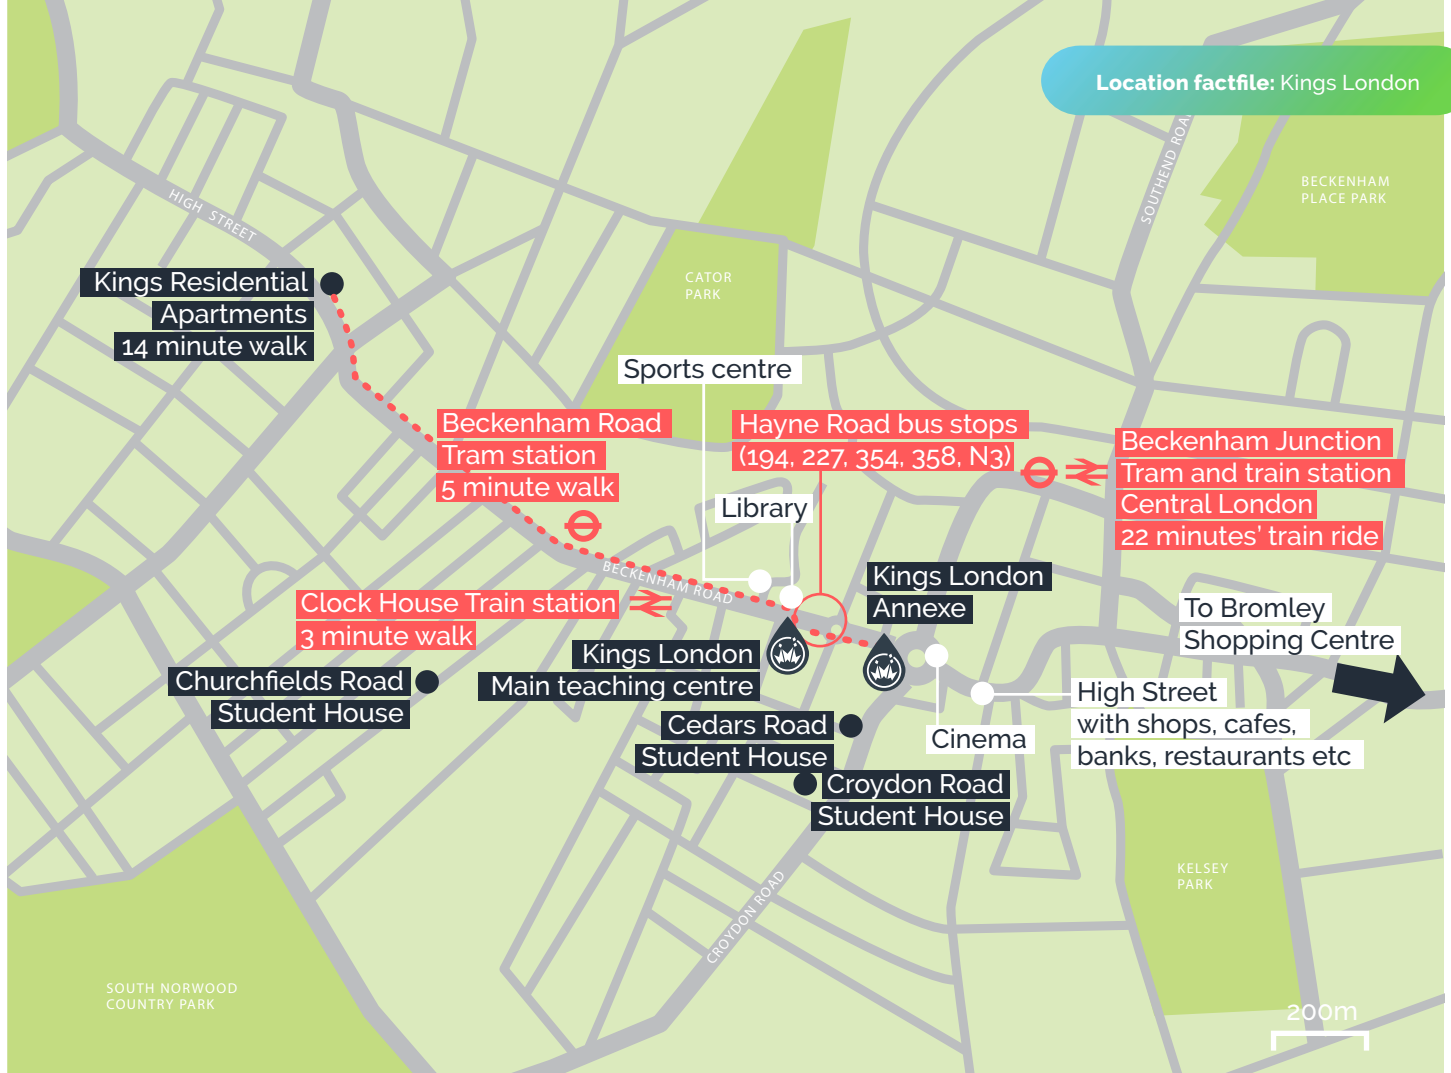 Location factfile: Kings London
SOUTHEND ROAD
BECKENHAM
PLACE PARK
HIGH STREET
CATOR
PARK
Kings Residential
Apartments
14 minute walk
Sports centre
Beckenham Road
Tram station
5 minute walk
Hayne Road bus stops
(194, 227, 354, 358, N3)
Beckenham Junction
Tram and train station
Central London
22 minutes' train ride
Library
BECKENHAM ROAD
Kings London
Annexe
Clock House Train station
3 minute walk
To Bromley
Shopping Centre
Kings London
Main teaching centre
Churchfields Road
Student House
High Street
with shops, cafes,
banks, restaurants etc
Cedars Road
Student House
Cinema
Croydon Road
Student House
KELSEY
PARK
CROYDON ROAD
SOUTH NORWOOD
COUNTRY PARK
200m